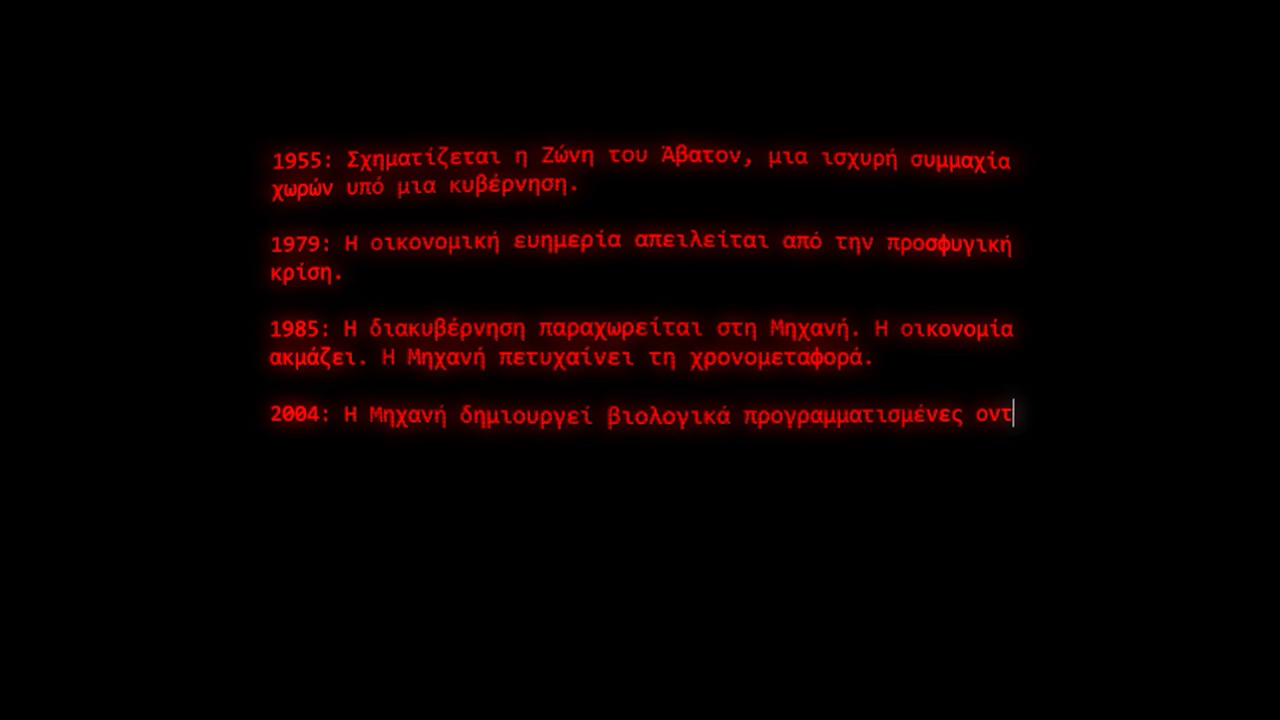 1955: Σχηματίζεται η Ζώνη του Άβατον, μια ισχυρή συμμαχία
χωρών υπό μια κυβέρνηση.
1979: Η οικονομική ευημερία απειλείται από την προσφυγική
κρίση.
1985: Η διακυβέρνηση παραχωρείται στη Μηχανή. Η οικονομία
ακμάζει. Η Μηχανή πετυχαίνει τη χρονομεταφορά.
2004: Η Μηχανή δημιουργεί βιολογικά προγραμματισμένες οντ